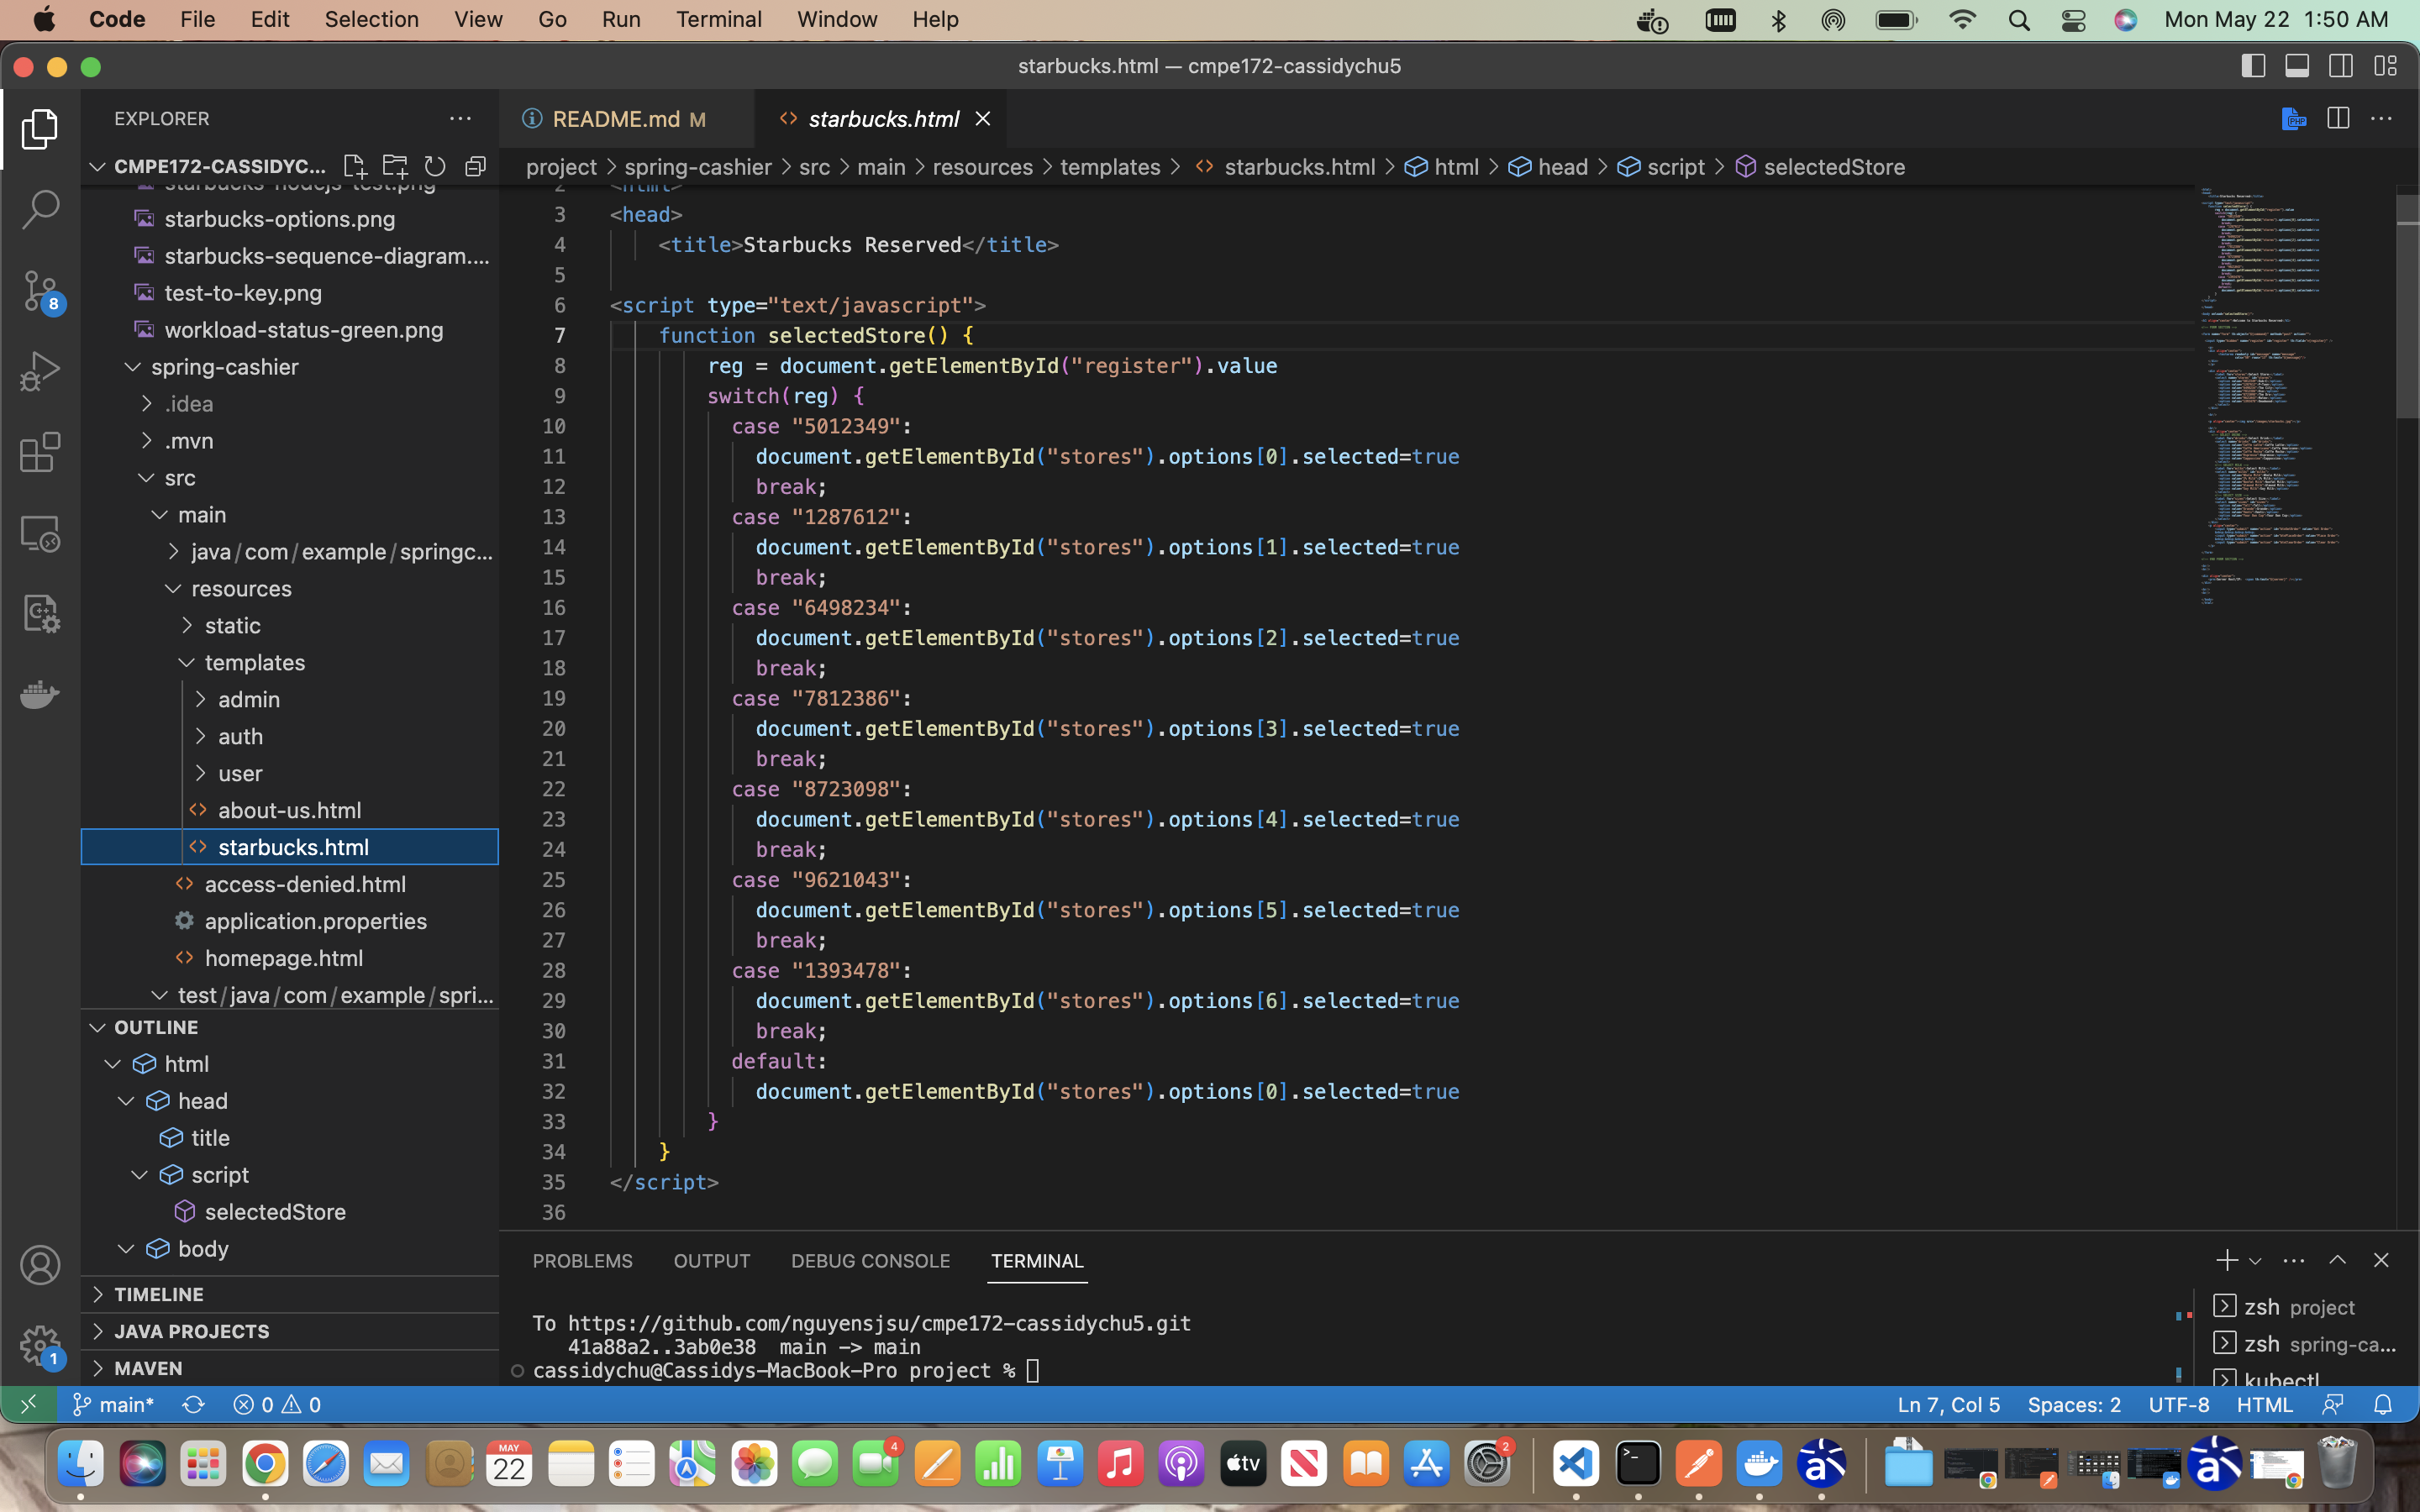 Code File Edit Selection View Go Run Terminal Window Help Mon May 22 1:50 AM
starbucks.html — cmpe172-cassidychu5
EXPLORER
README.md M
starbucks.html
CMPE172-CASSIDYC...
project > spring-cashier > src > main > resources > templates > starbucks.html > html > head > script > selectedStore
starbucks-nodejs-test.png
starbucks-options.png
starbucks-sequence-diagram....
test-to-key.png
workload-status-green.png
8
spring-cashier
.idea
.mvn
src
main
java/com/example/springc...
resources
static
templates
admin
auth
user
about-us.html
starbucks.html
access-denied.html
application.properties
homepage.html
test/java/com/example/spri...
OUTLINE
html
head
title
script
selectedStore
body
TIMELINE
JAVA PROJECTS
MAVEN
1
2 <html>
3 <head>
4 <title>Starbucks Reserved</title>
5
6 <script type="text/javascript">
7 function selectedStore() {
8 reg = document.getElementById("register").value
9 switch(reg) {
10 case "5012349":
11 document.getElementById("stores").options[0].selected=true
12 break;
13 case "1287612":
14 document.getElementById("stores").options[1].selected=true
15 break;
16 case "6498234":
17 document.getElementById("stores").options[2].selected=true
18 break;
19 case "7812386":
20 document.getElementById("stores").options[3].selected=true
21 break;
22 case "8723098":
23 document.getElementById("stores").options[4].selected=true
24 break;
25 case "9621043":
26 document.getElementById("stores").options[5].selected=true
27 break;
28 case "1393478":
29 document.getElementById("stores").options[6].selected=true
30 break;
31 default:
32 document.getElementById("stores").options[0].selected=true
33 }
34 }
35 </script>
36
PROBLEMS OUTPUT DEBUG CONSOLE TERMINAL
To https://github.com/nguyensjsu/cmpe172-cassidychu5.git
41a88a2..3ab0e38 main -> main
cassidychu@Cassidys-MacBook-Pro project %
zsh project
zsh spring-ca...
kubectl
main* 0 0 Ln 7, Col 5 Spaces: 2 UTF-8 HTML
MAY
22
4
tv
2